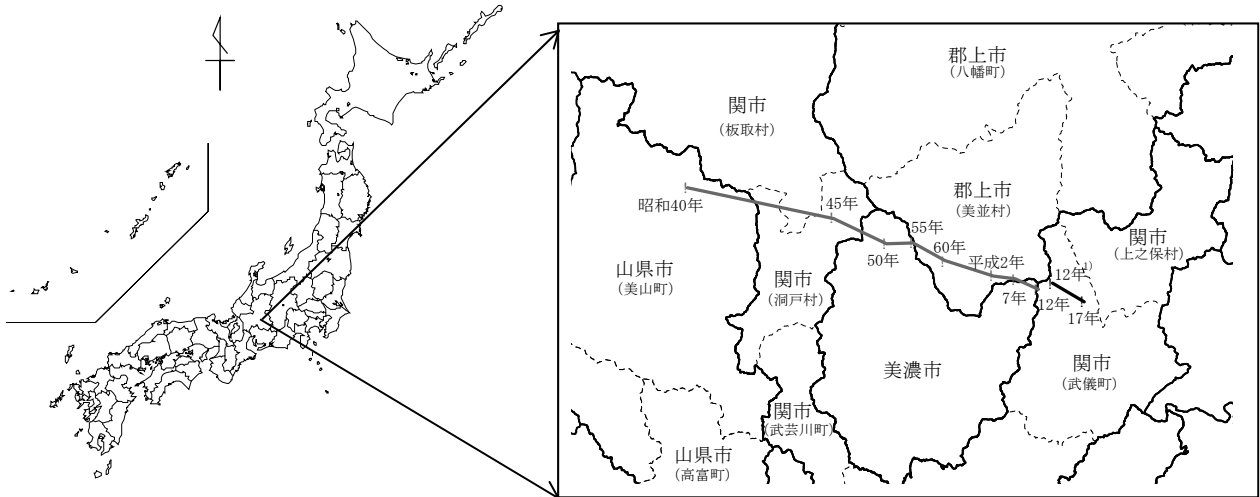 郡上市
(八幡町)
関市
(板取村)
郡上市
(美並村)
昭和40年
45年
55年
50年
60年
平成2年
7年
12年
12年1)
17年
関市
(上之保村)
山県市
(美山町)
関市
(洞戸村)
美濃市
関市
(武儀町)
関市
(武芸川町)
山県市
(高富町)